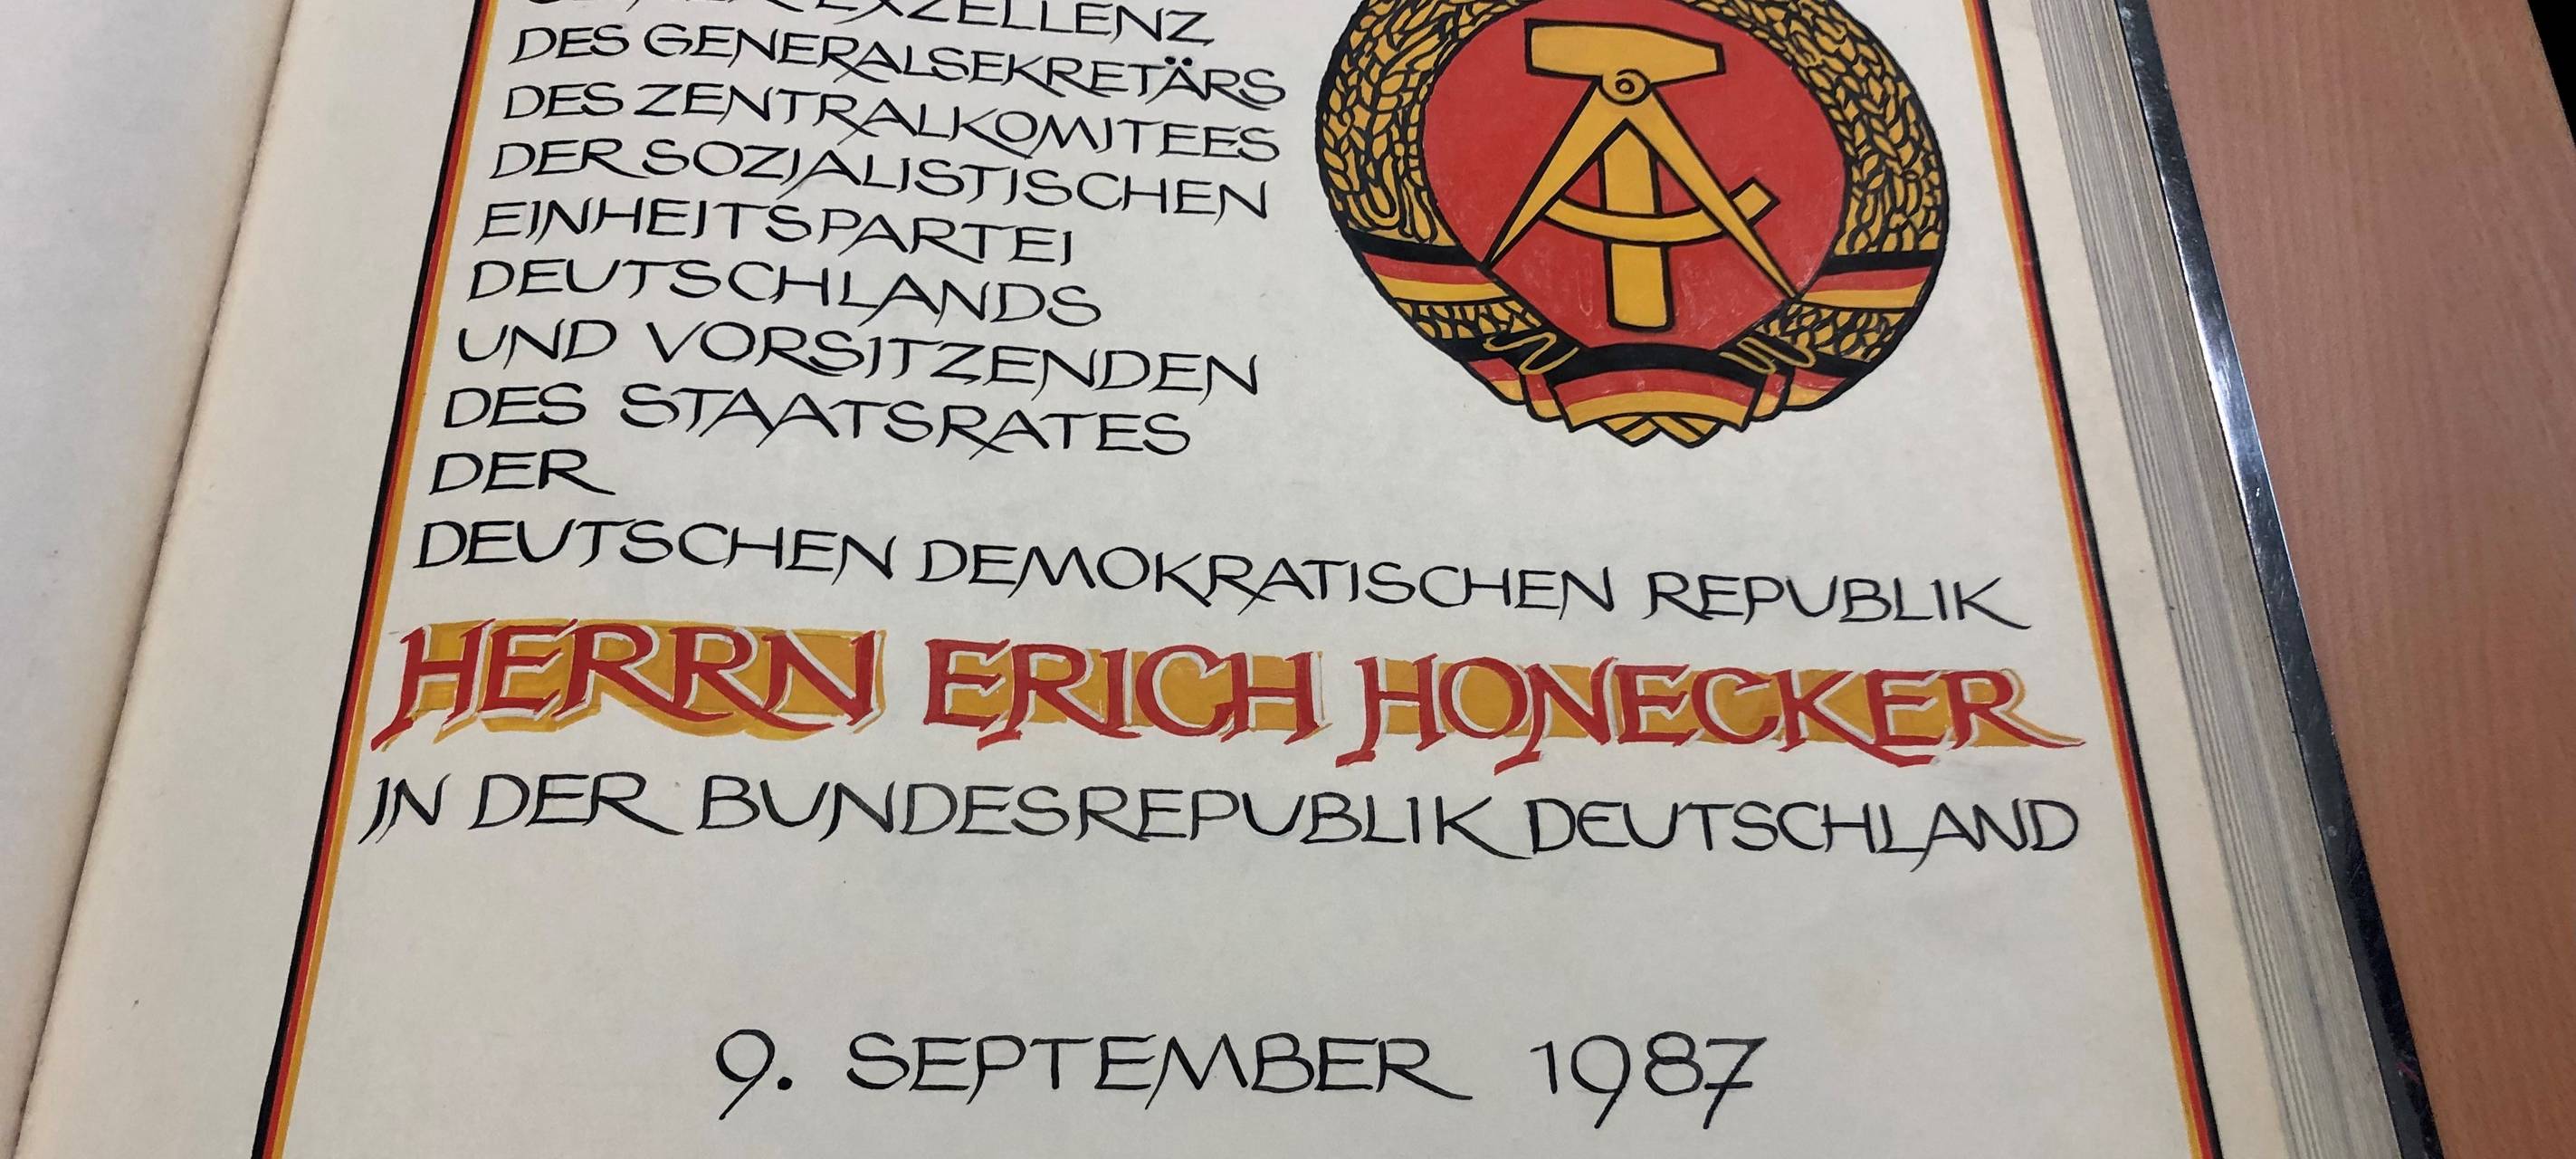 EXZELLENZ
DES GENERALSEKRETÄRS
DES ZENTRALKOMITEES
DER SOZIALISTISCHEN
EINHEITSPARTEI
DEUTSCHLANDS
UND VORSITZENDEN
DES STAATSRATES
DER
DEUTSCHEN DEMOKRATISCHEN REPUBLIK
HERRN ERICH HONECKER
IN DER BUNDESREPUBLIK DEUTSCHLAND
9. SEPTEMBER 1987